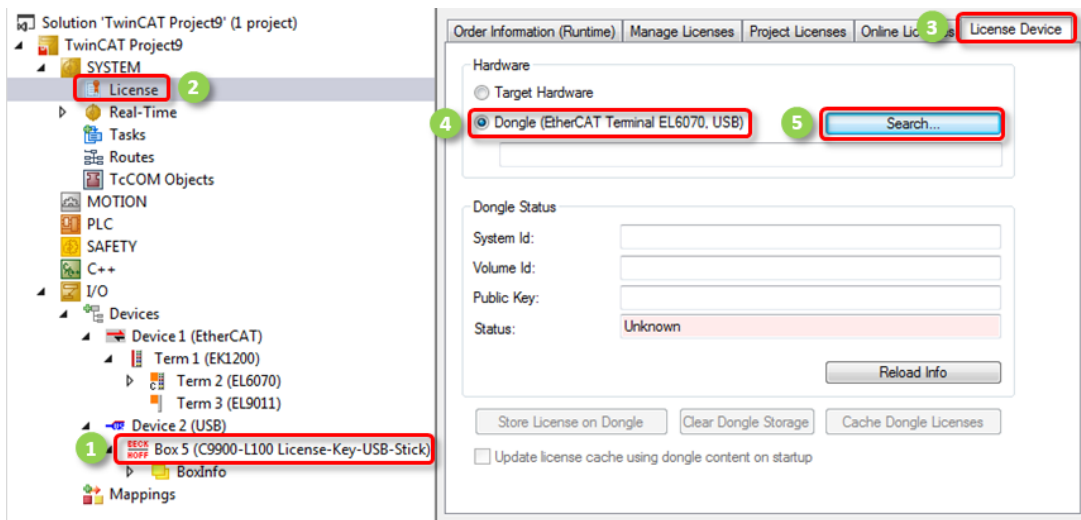 Solution 'TwinCAT Project9' (1 project)
TwinCAT Project9
SYSTEM
License
2
Real-Time
Tasks
Routes
TcCOM Objects
MOTION
PLC
SAFETY
C++
I/O
Devices
Device 1 (EtherCAT)
Term 1 (EK1200)
Term 2 (EL6070)
Term 3 (EL9011)
Device 2 (USB)
1
BECK
HOFF
Box 5 (C9900-L100 License-Key-USB-Stick)
BoxInfo
Mappings
Order Information (Runtime) Manage Licenses Project Licenses Online Lic s 3 License Device
Hardware
Target Hardware
4 Dongle (EtherCAT Terminal EL6070, USB) 5 Search...
Dongle Status
System Id:
Volume Id:
Public Key:
Status: Unknown
Reload Info
Store License on Dongle Clear Dongle Storage Cache Dongle Licenses
Update license cache using dongle content on startup